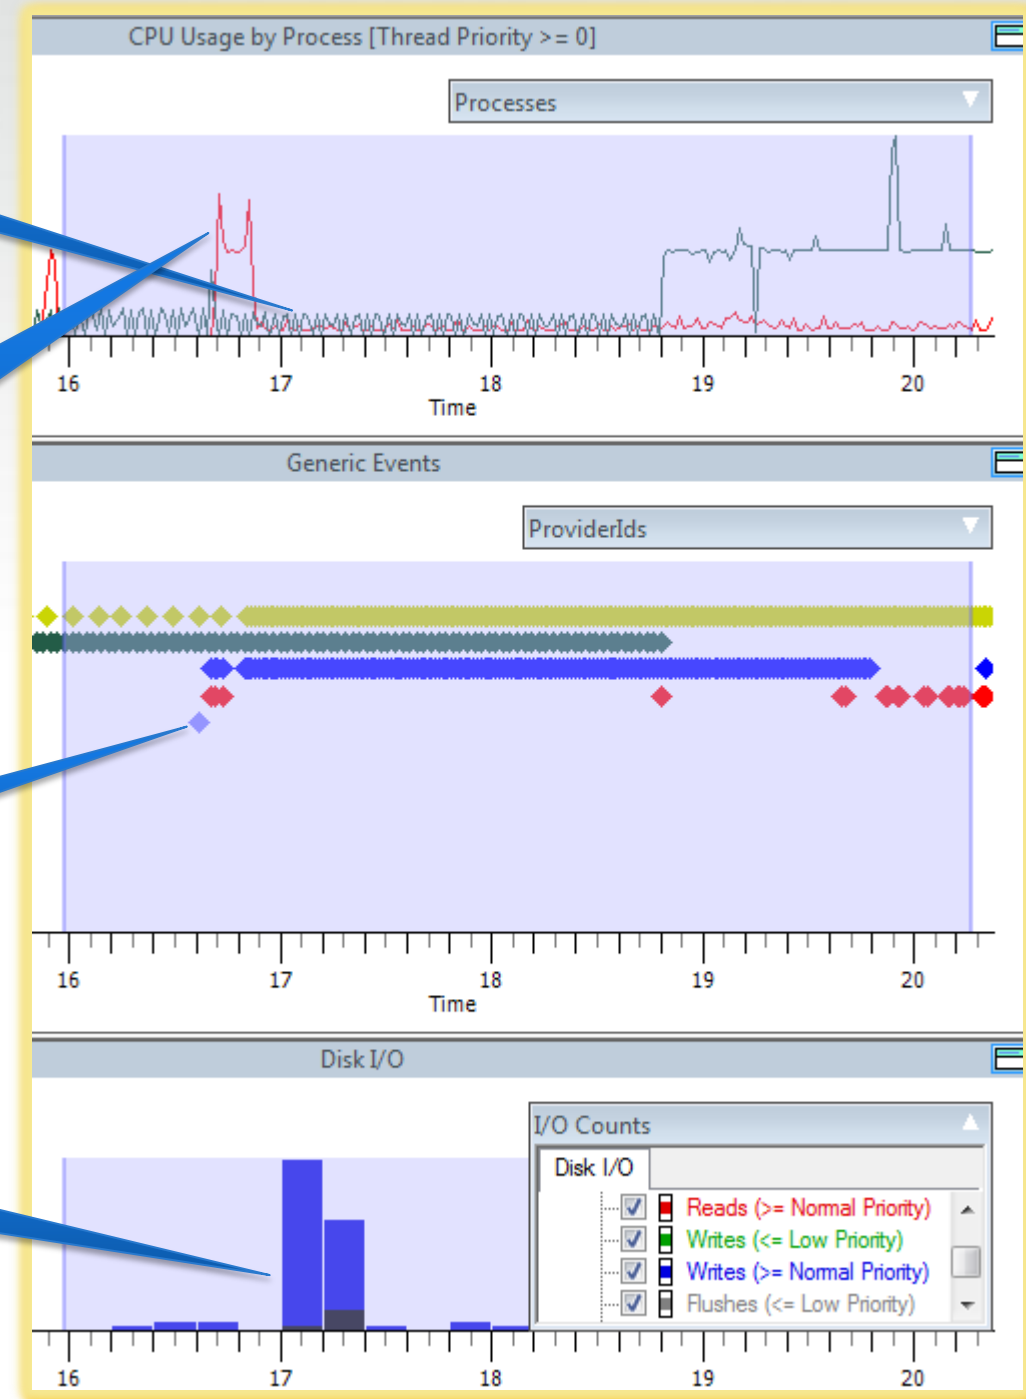 CPU Usage by Process [Thread Priority >= 0]
Processes
16 17 18 19 20
Time
Generic Events
ProviderIds
16 17 18 19 20
Time
Disk I/O
I/O Counts
Disk I/O
Reads (>= Normal Priority)
Writes (<= Low Priority)
Writes (>= Normal Priority)
Flushes (<= Low Priority)
16 17 18 19 20